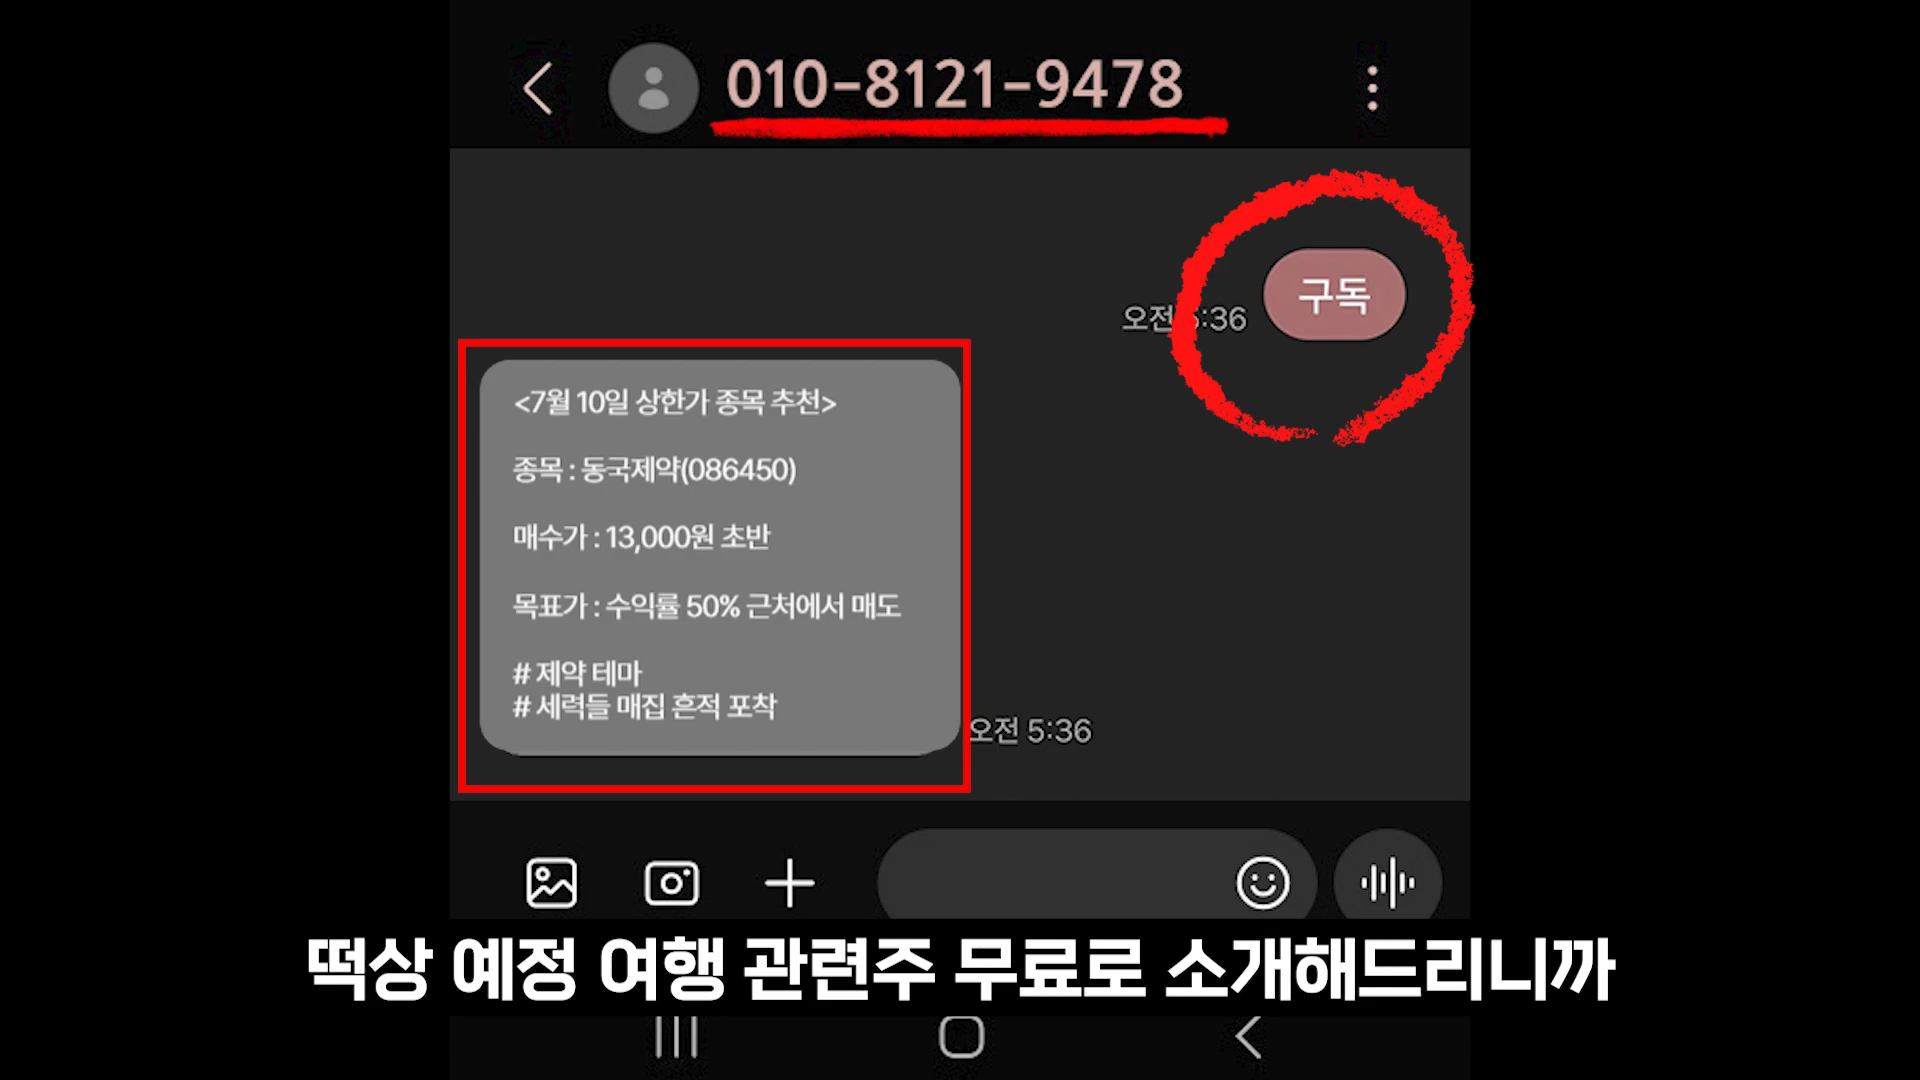 010-8121-9478
구독
오전 5:36
<7월 10일 상한가 종목 추천>
종목 : 동국제약(086450)
매수가 : 13,000원 초반
목표가 : 수익률 50% 근처에서 매도
# 제약 테마
# 세력들 매집 흔적 포착
오전 5:36
떡상 예정 여행 관련주 무료로 소개해드리니까